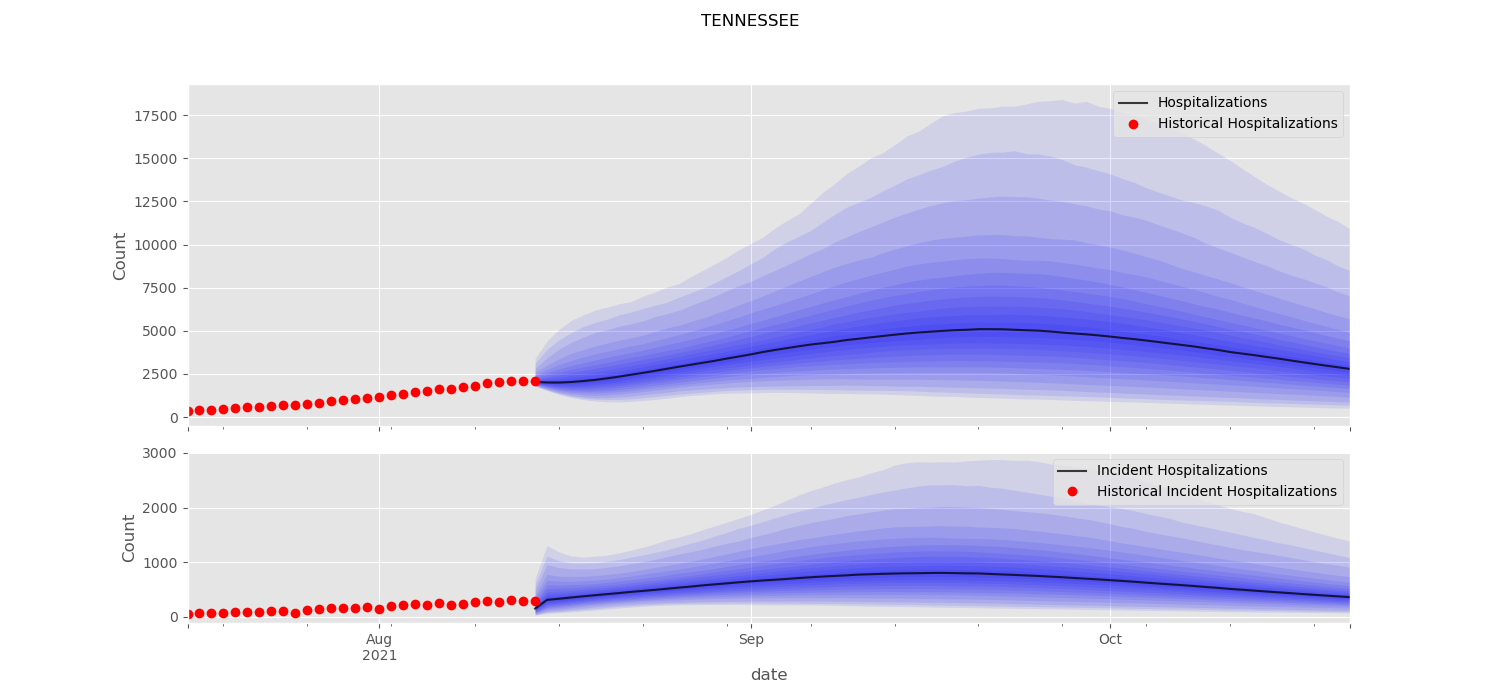 TENNESSEE
Hospitalizations
Historical Hospitalizations
Count
17500
15000
12500
10000
7500
5000
2500
0
Incident Hospitalizations
Historical Incident Hospitalizations
Count
3000
2000
1000
0
Aug
2021
Sep
Oct
date